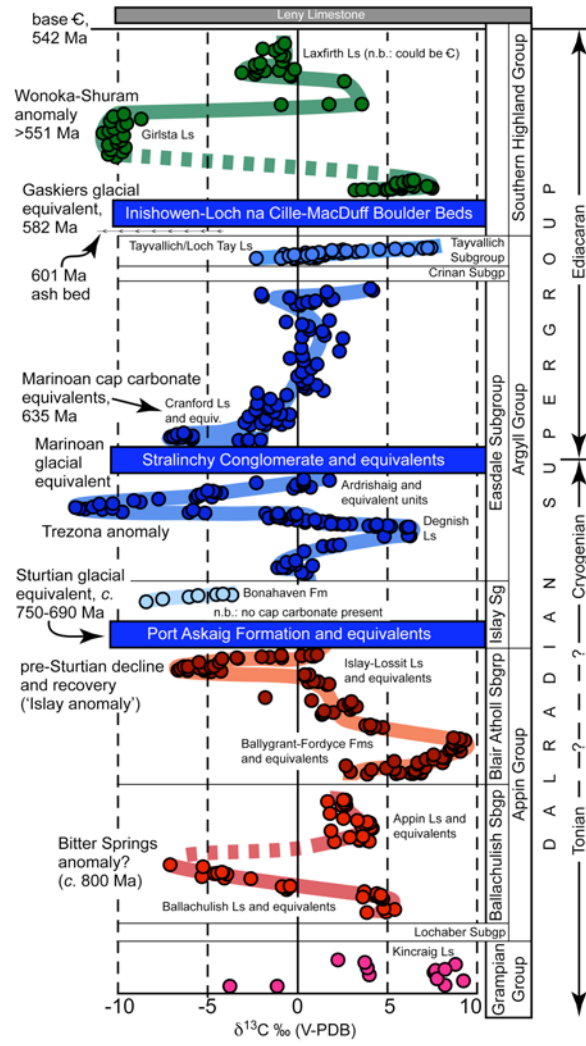 Leny Limestone
base Є,
542 Ma
Laxfirth Ls (n.b.: could be Є)
Wonoka-Shuram
anomaly
>551 Ma
Girlsta Ls
Gaskiers glacial
equivalent,
582 Ma
Inishowen-Loch na Cille-MacDuff Boulder Beds
601 Ma
ash bed
Tayvallich/Loch Tay Ls
Tayvallich
Subgroup
Crinan Subgp
Marinoan cap carbonate
equivalents,
635 Ma
Cranford Ls
and equiv.
Marinoan
glacial
equivalent
Stralinchy Conglomerate and equivalents
Ardrishaig and
equivalent units
Trezona anomaly
Degnish
Ls
Sturtian glacial
equivalent, c.
750-690 Ma
Bonahaven Fm
n.b.: no cap carbonate present
Port Askaig Formation and equivalents
pre-Sturtian decline
and recovery
('Islay anomaly')
Islay-Lossit Ls
and equivalents
Ballygrant-Fordyce Fms
and equivalents
Bitter Springs
anomaly?
(c. 800 Ma)
Appin Ls and
equivalents
Ballachulish Ls and equivalents
Lochaber Subgp
Kincraig Ls
-10
-5
0
5
10
δ13C ‰ (V-PDB)
Easdale Subgroup
Islay Sg
Blair Atholl Sbgrp
Ballachulish Sbgp
Grampian
Group
Southern Highland Group
Argyll Group
Appin Group
DALRADIAN SUPERGROUP
Ediacaran
Cryogenian
?
?
Tonian